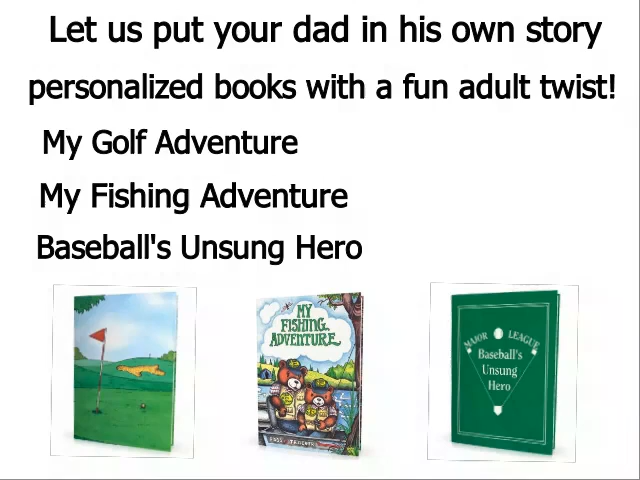 Let us put your dad in his own story
personalized books with a fun adult twist!
My Golf Adventure
My Fishing Adventure
Baseball's Unsung Hero
MY
FISHING
ADVENTURE
MAJOR LEAGUE
Baseball's
Unsung
Hero